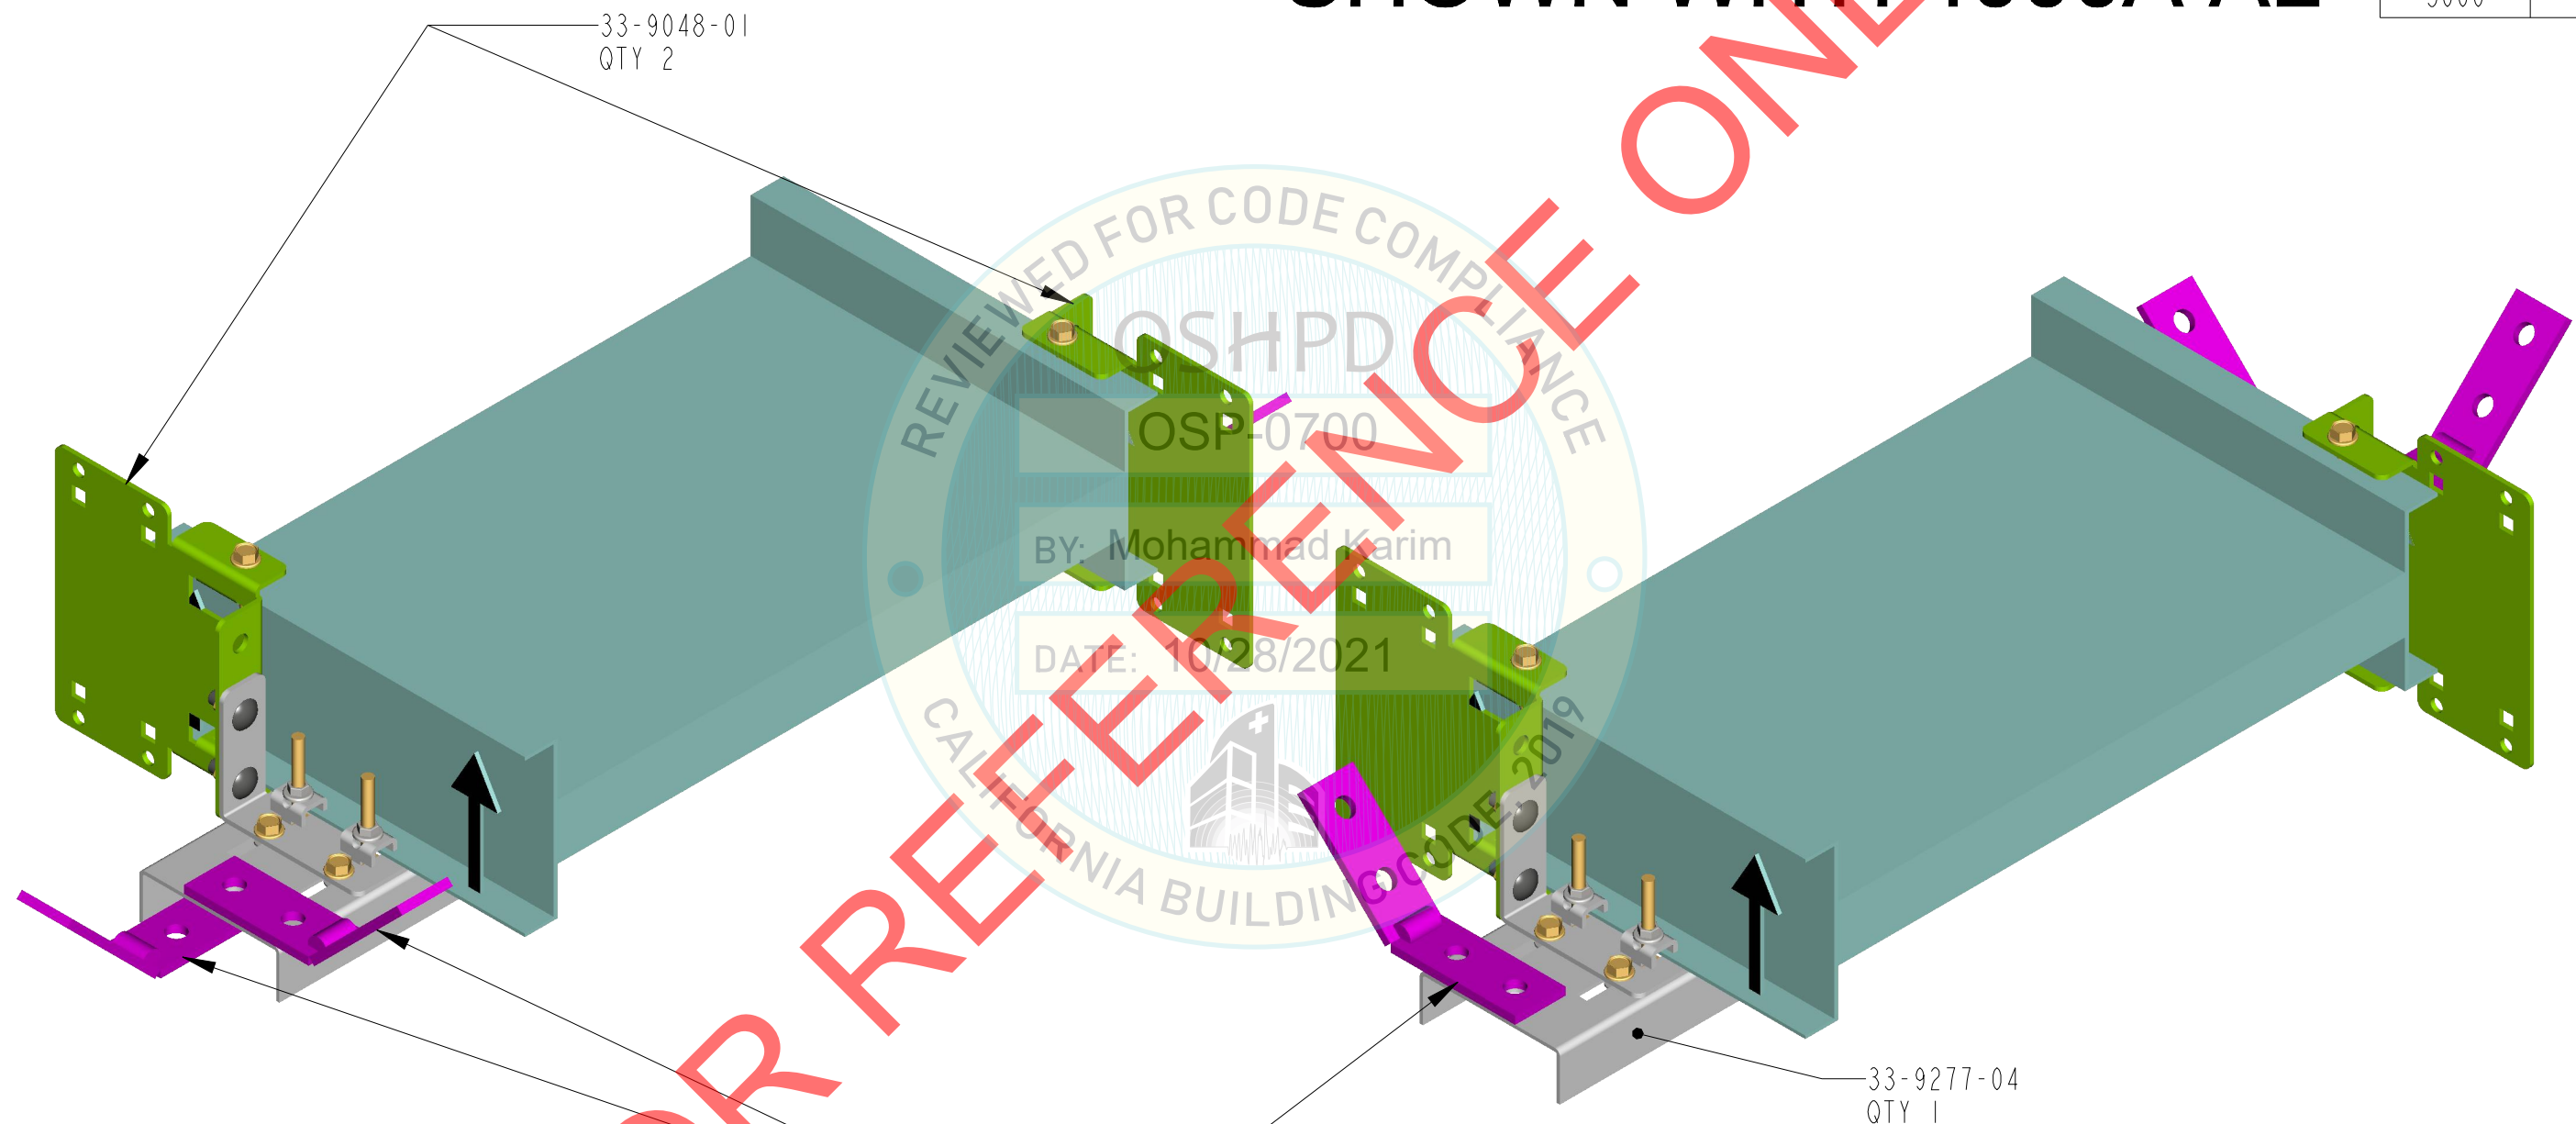 33-9048-01
QTY 2
FOR REFERENCE ONL
REVIEWED FOR CODE COMPLIANCE
OSHPD
OSP-0700
BY: Mohammad Karim
DATE: 10/28/2021
CALIFORNIA BUILDING CODE, 2019
33-9277-04
QTY 1